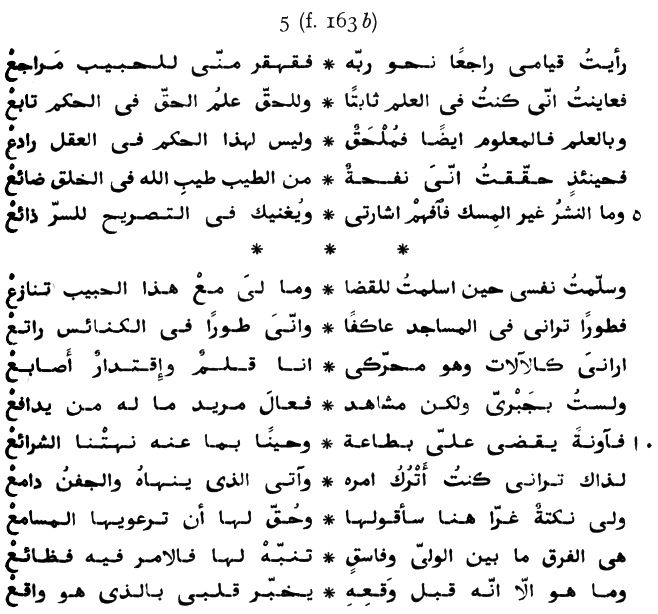 5 (f. 163 b)
رأيتُ قيامى راجعًا نحو ربّه * فقهقر منّى للحبيب مَراجعْ
فعاينتُ انّى كنتُ فى العلم ثابتًا * وللحقّ علمُ الحقّ فى الحكم تابعْ
وبالعلم فالمعلوم ايضًا فمُلْحَقْ * وليس لهذا الحكم فى العقل رادعْ
فحينئذٍ حقّقتُ انّىَ نفحةْ * من الطيب طيبِ الله فى الخلق ضائعْ
٥ وما النشرُ غير المِسك فٱفهمْ اشارتى * ويُغنيك فى التصريح للسرّ ذائعْ
* * *
وسلّمتُ نفسى حين اسلمتُ للقضا * وما لىَ معْ هذا الحبيب تنازعْ
فطورًا ترانى فى المساجد عاكفًا * وانّىَ طورًا فى الكنائس راتعْ
ارانىَ كالآلات وهو محرّكى * انا قلمْ وإقتدارْ أصابعْ
ولستُ بجَبْرىّ ولكن مشاهد * فعالَ مريد ما له من يدافعْ
١٠ فآونةً يقضى علىّ بطاعة * وحينًا بما عنه نهتْنا الشرائعْ
لذاك ترانى كنتُ أَتْرُكُ امره * وآتى الذى ينهاهُ والجفنُ دامعْ
ولى نكتةْ غرّا هنا سأقولها * وحُقّ لها أن ترعويها المسامعْ
هى الفرق ما بين الولىّ وفاسقٍ * تنبّهْ لها فالامر فيه فظائعْ
وما هو الّا انّه قبل وَقعِهِ * يخبّر قلبى بالذى هو واقعْ